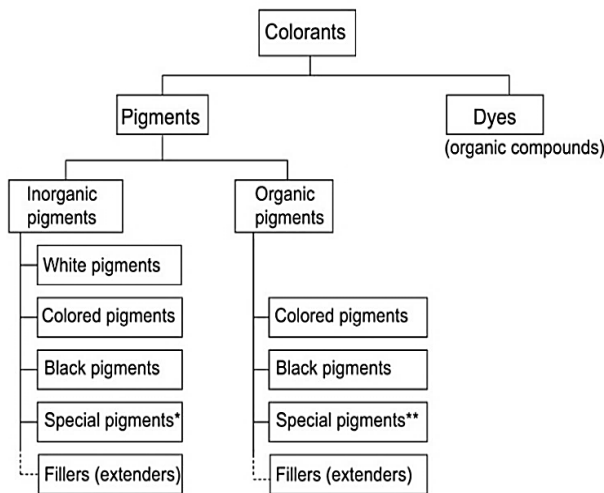 Colorants
Pigments
Dyes
(organic compounds)
Inorganic
pigments
Organic
pigments
White pigments
Colored pigments
Colored pigments
Black pigments
Black pigments
Special pigments*
Special pigments**
Fillers (extenders)
Fillers (extenders)